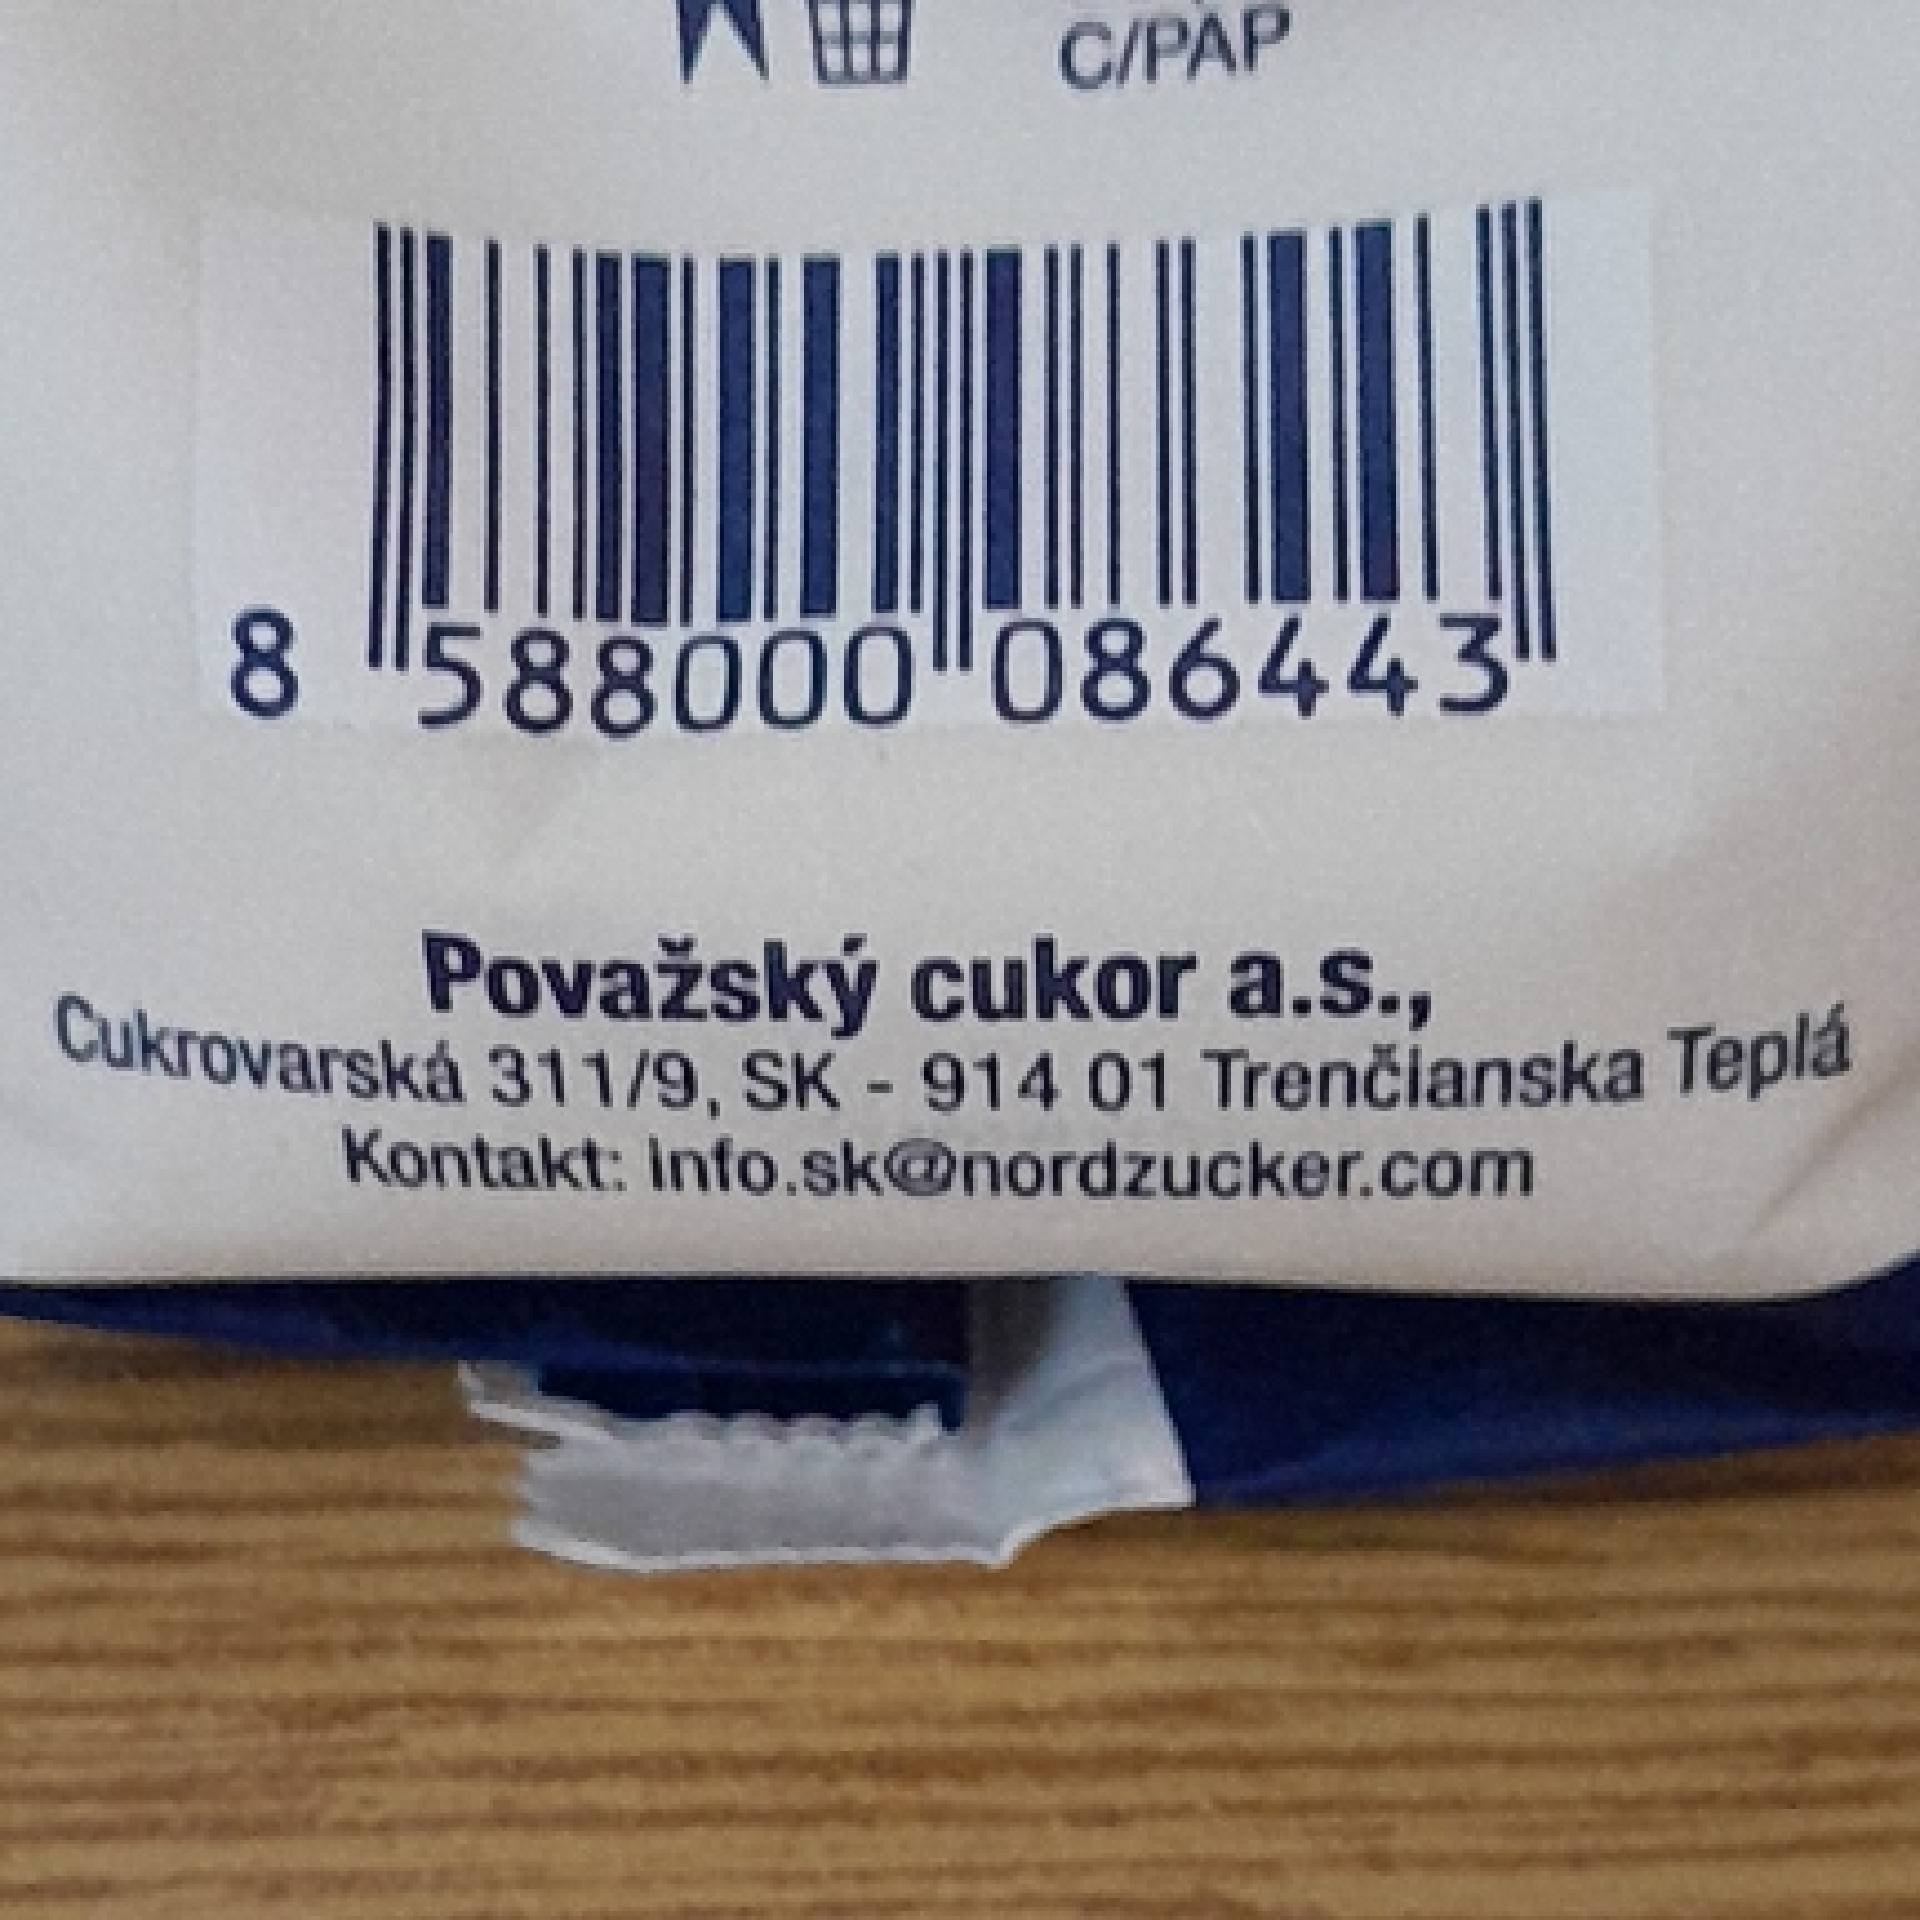 C/PAP
8 588000 086443
Považský cukor a.s.,
Cukrovarská 311/9, SK - 914 01 Trenčianska Teplá
Kontakt: info.sk@nordzucker.com